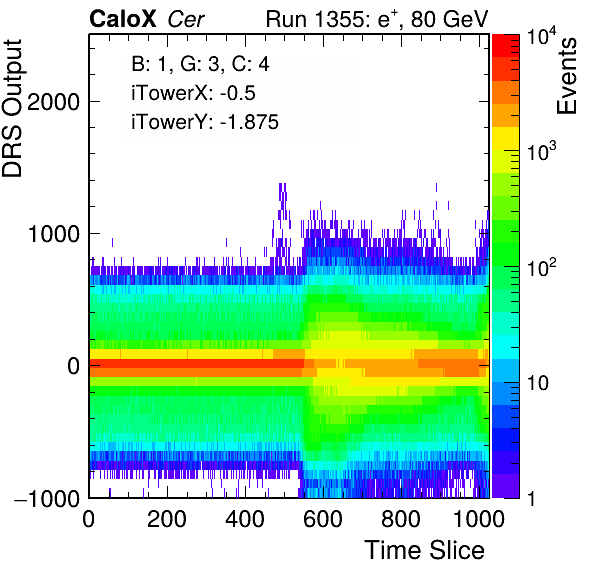 CaloX Cer Run 1355: e⁺, 80 GeV
B: 1, G: 3, C: 4
iTowerX: -0.5
iTowerY: -1.875
DRS Output
2000
1000
0
−1000
0 200 400 600 800 1000
Time Slice
10⁴
10³
10²
10
1
Events